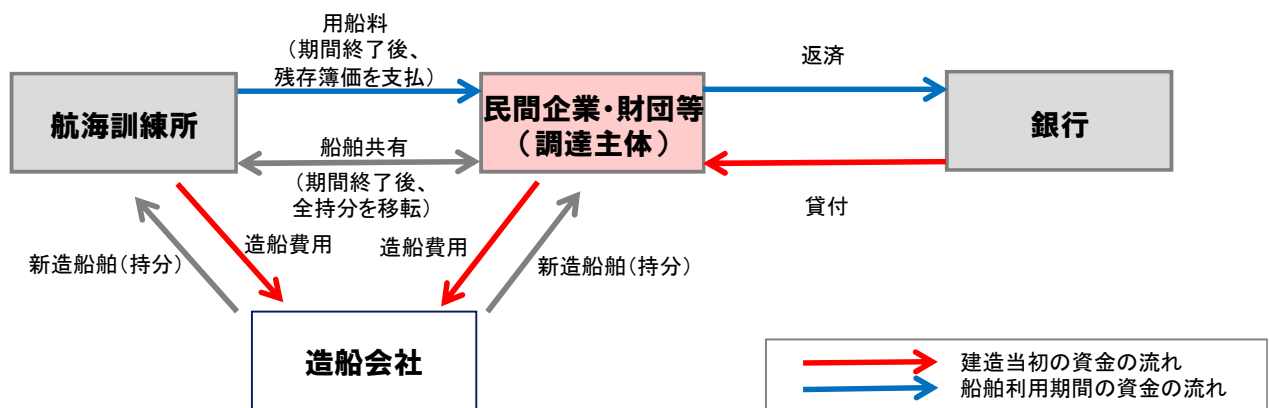 用船料
（期間終了後、
残存簿価を支払）
返済
航海訓練所
民間企業・財団等
（調達主体）
銀行
船舶共有
（期間終了後、
全持分を移転）
貸付
造船費用
造船費用
新造船舶（持分）
新造船舶（持分）
造船会社
建造当初の資金の流れ
船舶利用期間の資金の流れ